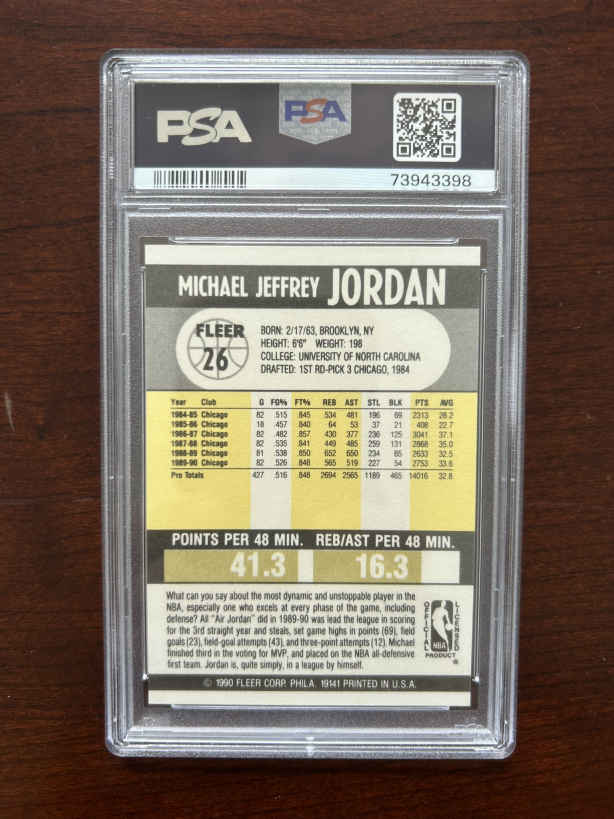 PSA PSA
73943398
MICHAEL JEFFREY JORDAN
FLEER
26
BORN: 2/17/63, BROOKLYN, NY
HEIGHT: 6'6" WEIGHT: 198
COLLEGE: UNIVERSITY OF NORTH CAROLINA
DRAFTED: 1ST RD-PICK 3 CHICAGO, 1984
Year Club G FG% FT% REB AST STL BLK PTS AVG
1984-85 Chicago 82 .515 .845 534 481 196 69 2313 28.2
1985-86 Chicago 18 .457 .840 64 53 37 21 408 22.7
1986-87 Chicago 82 .482 .857 430 377 236 125 3041 37.1
1987-88 Chicago 82 .535 .841 449 485 259 131 2868 35.0
1988-89 Chicago 81 .538 .850 652 650 234 65 2633 32.5
1989-90 Chicago 82 .526 .848 565 519 227 54 2753 33.6
Pro Totals 427 .516 .848 2694 2565 1189 465 14016 32.8
POINTS PER 48 MIN. REB/AST PER 48 MIN.
41.3 16.3
What can you say about the most dynamic and unstoppable player in the
NBA, especially one who excels at every phase of the game, including
defense? All "Air Jordan" did in 1989-90 was lead the league in scoring
for the 3rd straight year and steals, set game highs in points (69), field
goals (23), field-goal attempts (43), and three-point attempts (12). Michael
finished third in the voting for MVP, and placed on the NBA all-defensive
first team. Jordan is, quite simply, in a league by himself.
OFFICIAL
LICENSED
NBA
PRODUCT
®
© 1990 FLEER CORP. PHILA. 19141 PRINTED IN U.S.A.